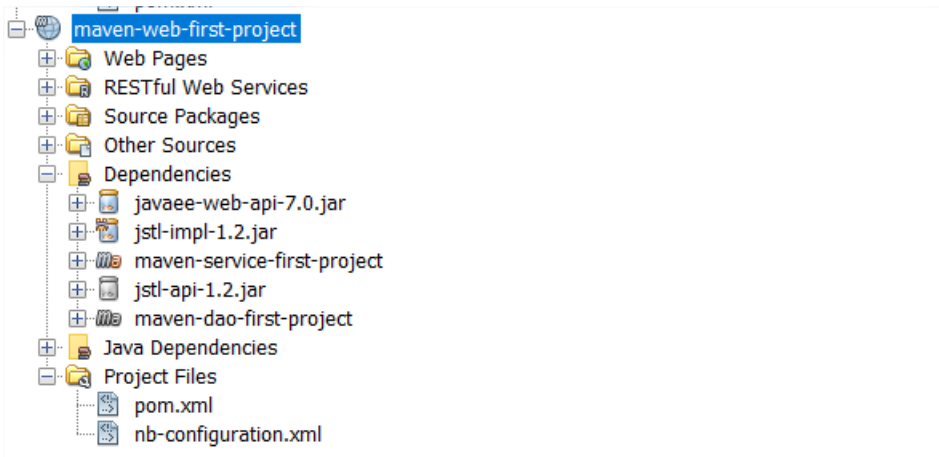 maven-web-first-project
Web Pages
RESTful Web Services
Source Packages
Other Sources
Dependencies
javaee-web-api-7.0.jar
jstl-impl-1.2.jar
maven-service-first-project
jstl-api-1.2.jar
maven-dao-first-project
Java Dependencies
Project Files
pom.xml
nb-configuration.xml